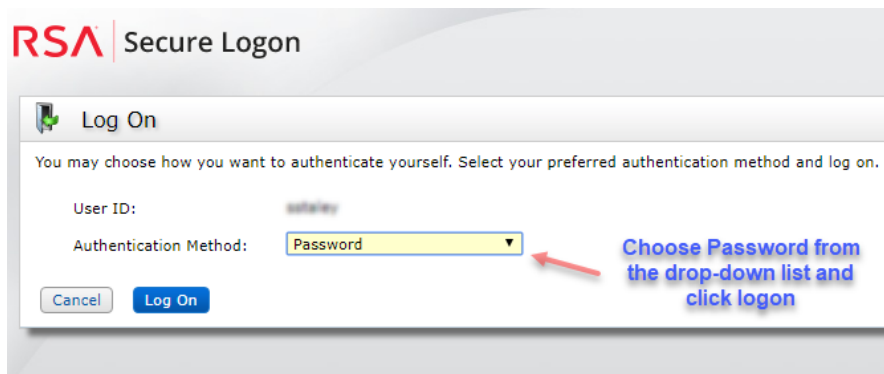 RSA Secure Logon
Log On
You may choose how you want to authenticate yourself. Select your preferred authentication method and log on.
User ID:
Authentication Method: Password
Choose Password from
the drop-down list and
click logon
Cancel Log On